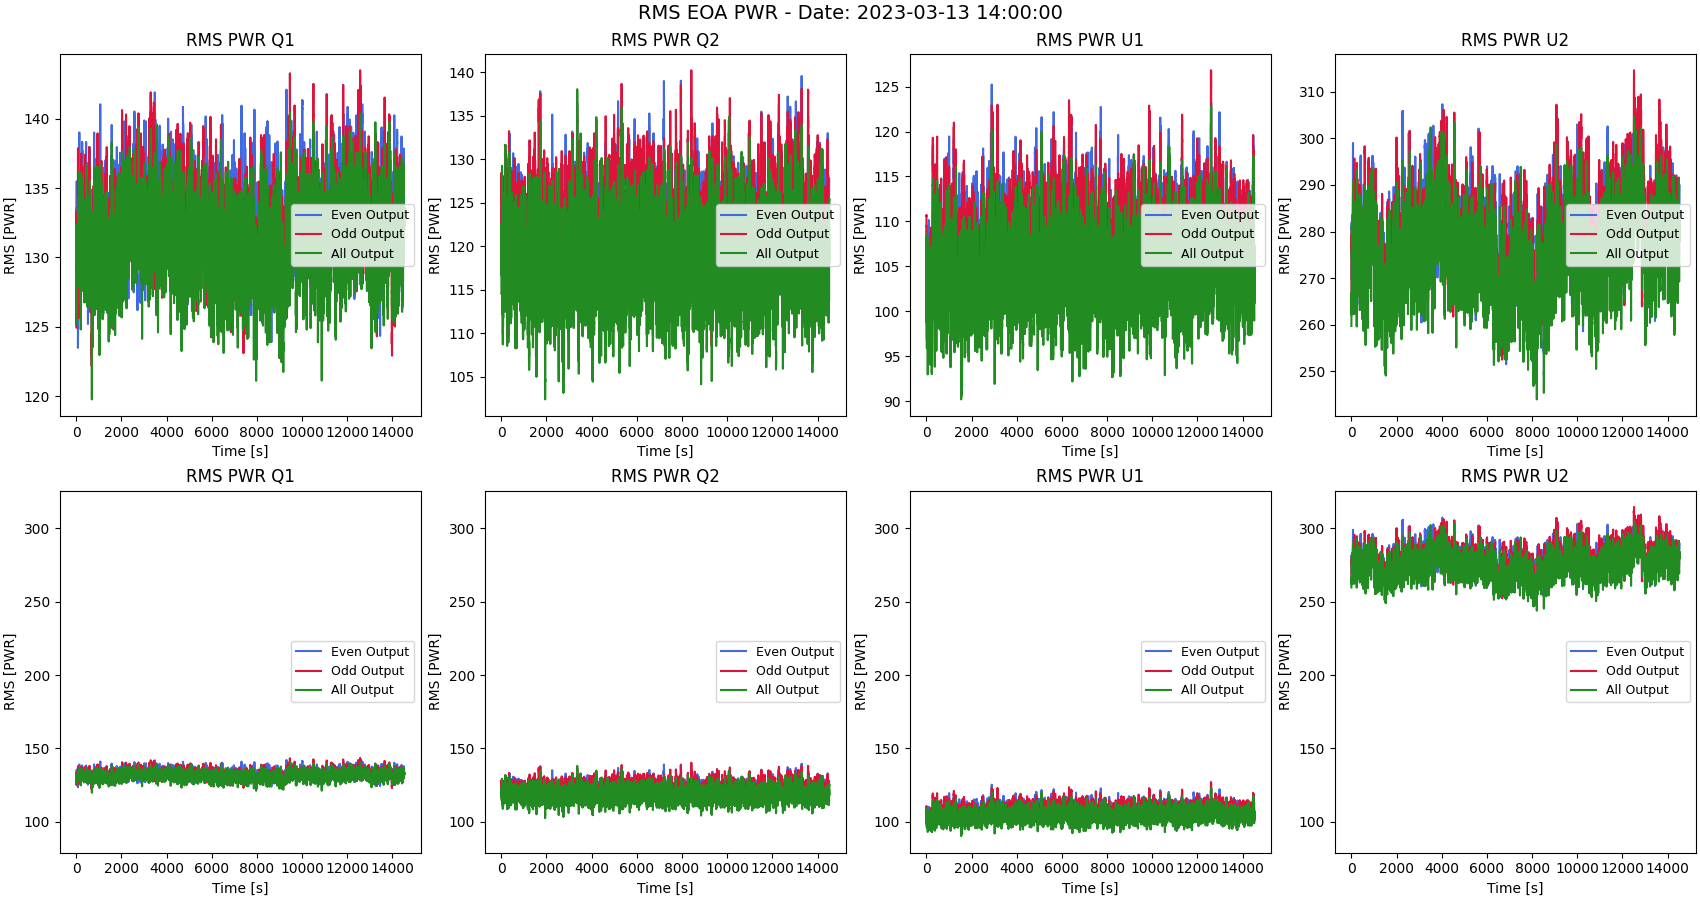 RMS EOA PWR - Date: 2023-03-13 14:00:00
RMS PWR Q1
RMS [PWR]
140
135
130
125
120
0 2000 4000 6000 8000 10000 12000 14000
Time [s]
Even Output
Odd Output
All Output
RMS PWR Q2
RMS [PWR]
140
135
130
125
120
115
110
105
0 2000 4000 6000 8000 10000 12000 14000
Time [s]
Even Output
Odd Output
All Output
RMS PWR U1
RMS [PWR]
125
120
115
110
105
100
95
90
0 2000 4000 6000 8000 10000 12000 14000
Time [s]
Even Output
Odd Output
All Output
RMS PWR U2
RMS [PWR]
310
300
290
280
270
260
250
0 2000 4000 6000 8000 10000 12000 14000
Time [s]
Even Output
Odd Output
All Output
RMS PWR Q1
RMS [PWR]
300
250
200
150
100
0 2000 4000 6000 8000 10000 12000 14000
Time [s]
Even Output
Odd Output
All Output
RMS PWR Q2
RMS [PWR]
300
250
200
150
100
0 2000 4000 6000 8000 10000 12000 14000
Time [s]
Even Output
Odd Output
All Output
RMS PWR U1
RMS [PWR]
300
250
200
150
100
0 2000 4000 6000 8000 10000 12000 14000
Time [s]
Even Output
Odd Output
All Output
RMS PWR U2
RMS [PWR]
300
250
200
150
100
0 2000 4000 6000 8000 10000 12000 14000
Time [s]
Even Output
Odd Output
All Output